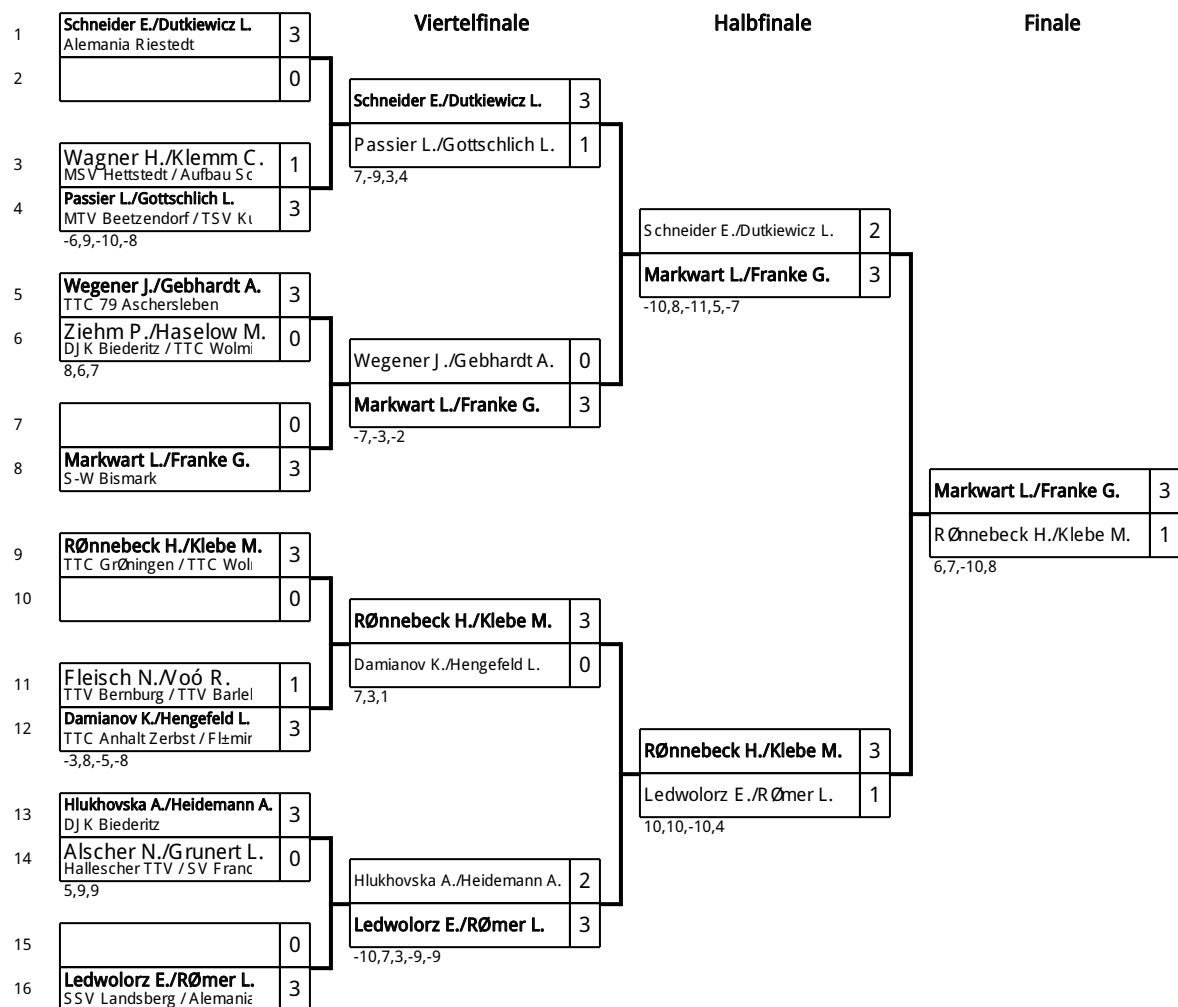 Viertelfinale
Halbfinale
Finale
1
Schneider E./Dutkiewicz L. 3
Alemania Riestedt
2
0
3
Wagner H./Klemm C. 1
MSV Hettstedt / Aufbau Sc
4
Passier L./Gottschlich L. 3
MTV Beetzendorf / TSV Ku
-6,9,-10,-8
5
Wegener J./Gebhardt A. 3
TTC 79 Aschersleben
6
Ziehm P./Haselow M. 0
DJK Biederitz / TTC Wolmi
8,6,7
7
0
8
Markwart L./Franke G. 3
S-W Bismark
9
RØnnebeck H./Klebe M. 3
TTC GrØningen / TTC Wol
10
0
11
Fleisch N./Voó R. 1
TTV Bernburg / TTV Barle
12
Damianov K./Hengefeld L. 3
TTC Anhalt Zerbst / Fl±min
-3,8,-5,-8
13
Hlukhovska A./Heidemann A. 3
DJK Biederitz
14
Alscher N./Grunert L. 0
Hallescher TTV / SV Franc
5,9,9
15
0
16
Ledwolorz E./RØmer L. 3
SSV Landsberg / Alemania
Schneider E./Dutkiewicz L. 3
Passier L./Gottschlich L. 1
7,-9,3,4
Wegener J./Gebhardt A. 0
Markwart L./Franke G. 3
-7,-3,-2
RØnnebeck H./Klebe M. 3
Damianov K./Hengefeld L. 0
7,3,1
Hlukhovska A./Heidemann A. 2
Ledwolorz E./RØmer L. 3
-10,7,3,-9,-9
Schneider E./Dutkiewicz L. 2
Markwart L./Franke G. 3
-10,8,-11,5,-7
RØnnebeck H./Klebe M. 3
Ledwolorz E./RØmer L. 1
10,10,-10,4
Markwart L./Franke G. 3
RØnnebeck H./Klebe M. 1
6,7,-10,8